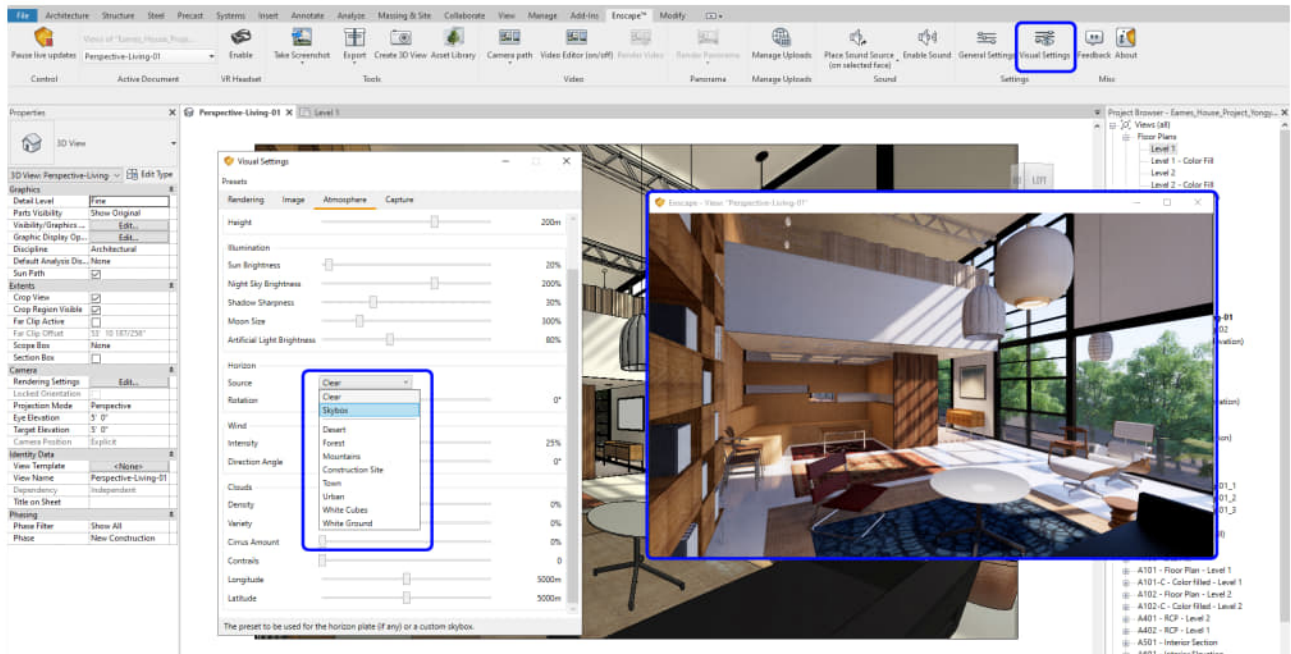 File Architecture Structure Steel Precast Systems Insert Annotate Analyze Massing & Site Collaborate View Manage Add-Ins Enscape™ Modify
Pause live updates
Perspective-Living-01
Enable Take Screenshot Export Create 3D View Asset Library Camera path Video Editor (on/off) Render Video Render Panorama Manage Uploads Place Sound Source Enable Sound General Settings Visual Settings Feedback About
(on selected face)
Control Active Document VR Headset Tools Video Panorama Manage Uploads Sound Settings Misc
Properties
3D View
3D View: Perspective-Living- Edit Type
Graphics
Detail Level Fine
Parts Visibility Show Original
Visibility/Graphics ... Edit...
Graphic Display Op... Edit...
Discipline Architectural
Default Analysis Dis... None
Sun Path
Extents
Crop View
Crop Region Visible
Far Clip Active
Far Clip Offset
Scope Box None
Section Box
Camera
Rendering Settings Edit...
Locked Orientation
Projection Mode Perspective
Eye Elevation 5' 0"
Target Elevation 5' 0"
Camera Position Explicit
Identity Data
View Template <None>
View Name Perspective-Living-01
Dependency Independent
Title on Sheet
Phasing
Phase Filter Show All
Phase New Construction
Perspective-Living-01 Level 1
Visual Settings
Presets
Rendering Image Atmosphere Capture
Height 200m
Illumination
Sun Brightness 20%
Night Sky Brightness 200%
Shadow Sharpness 30%
Moon Size 300%
Artificial Light Brightness 80%
Horizon
Source Clear
Clear
Rotation 0°
Skybox
Wind
Desert
Intensity 25%
Forest
Mountains
Direction Angle 0°
Construction Site
Clouds
Town
Urban
Density 0%
White Cubes
Variety 0%
White Ground
Cirrus Amount 0%
Contrails 0
Longitude 5000m
Latitude 5000m
The preset to be used for the horizon plate (if any) or a custom skybox.
LEFT
Enscape - View: "Perspective-Living-01"
Project Browser - Eames_House_Project_Yongy...
Views (all)
Floor Plans
Level 1
Level 1 - Color Fill
Level 2
Level 2 - Color Fill
A101 - Floor Plan - Level 1
A101-C - Color filled - Level 1
A102 - Floor Plan - Level 2
A102-C - Color filled - Level 2
A401 - RCP - Level 2
A402 - RCP - Level 1
A501 - Interior Section